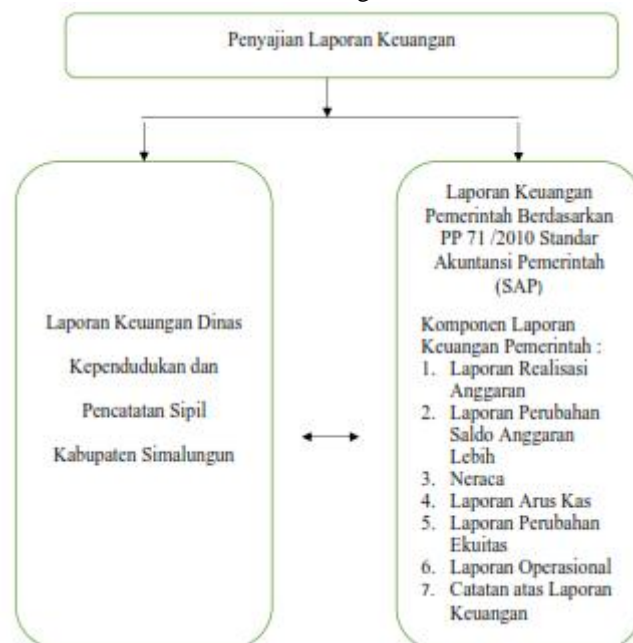 Penyajian Laporan Keuangan
Laporan Keuangan Dinas
Kependudukan dan
Pencatatan Sipil
Kabupaten Simalungun
Laporan Keuangan
Pemerintah Berdasarkan
PP 71 /2010 Standar
Akuntansi Pemerintah
(SAP)
Komponen Laporan
Keuangan Pemerintah :
1. Laporan Realisasi
Anggaran
2. Laporan Perubahan
Saldo Anggaran
Lebih
3. Neraca
4. Laporan Arus Kas
5. Laporan Perubahan
Ekuitas
6. Laporan Operasional
7. Catatan atas Laporan
Keuangan